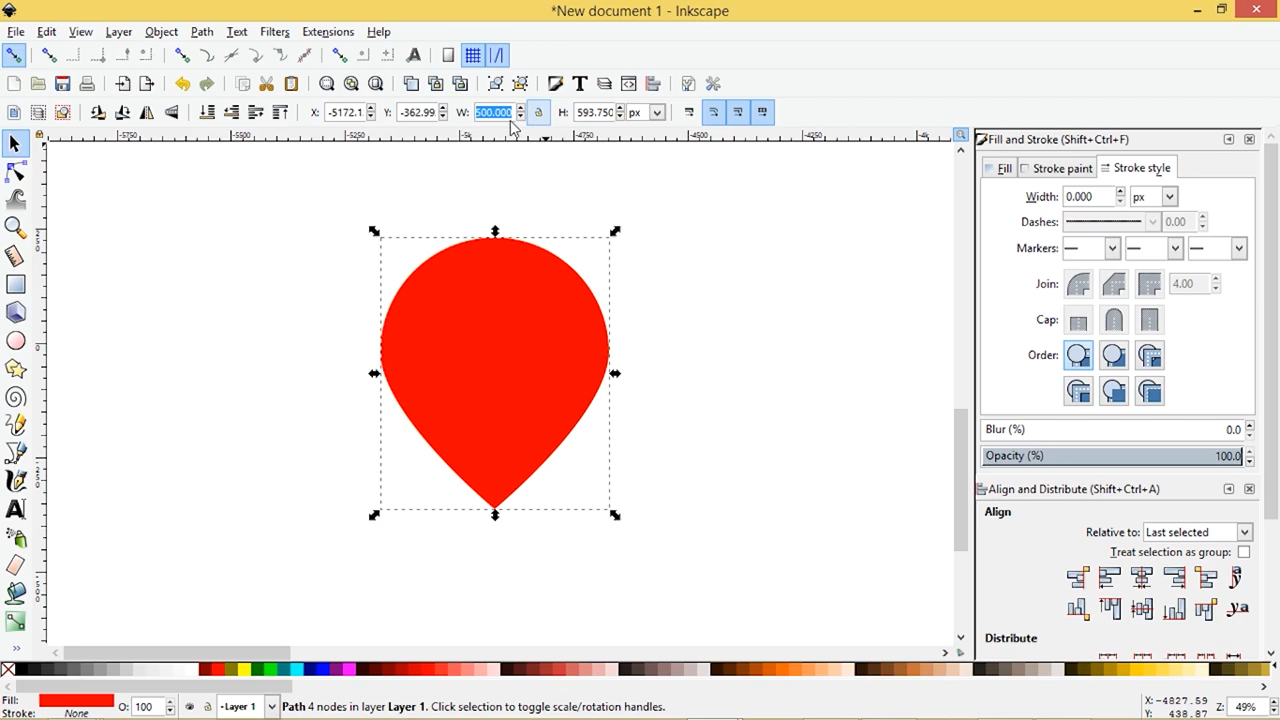 *New document 1 - Inkscape
File Edit View Layer Object Path Text Filters Extensions Help
X: -5172.1 Y: -362.99 W: 500.000 H: 593.750 px
Fill and Stroke (Shift+Ctrl+F)
Fill Stroke paint Stroke style
Width: 0.000 px
Dashes: 0.00
Markers:
Join: 4.00
Cap:
Order:
Blur (%) 0.0
Opacity (%) 100.0
Align and Distribute (Shift+Ctrl+A)
Align
Relative to: Last selected
Treat selection as group:
Distribute
Fill:
Stroke: None
O: 100
Layer 1
Path 4 nodes in layer Layer 1. Click selection to toggle scale/rotation handles.
X: -4827.59
Y: 438.87
Z: 49%